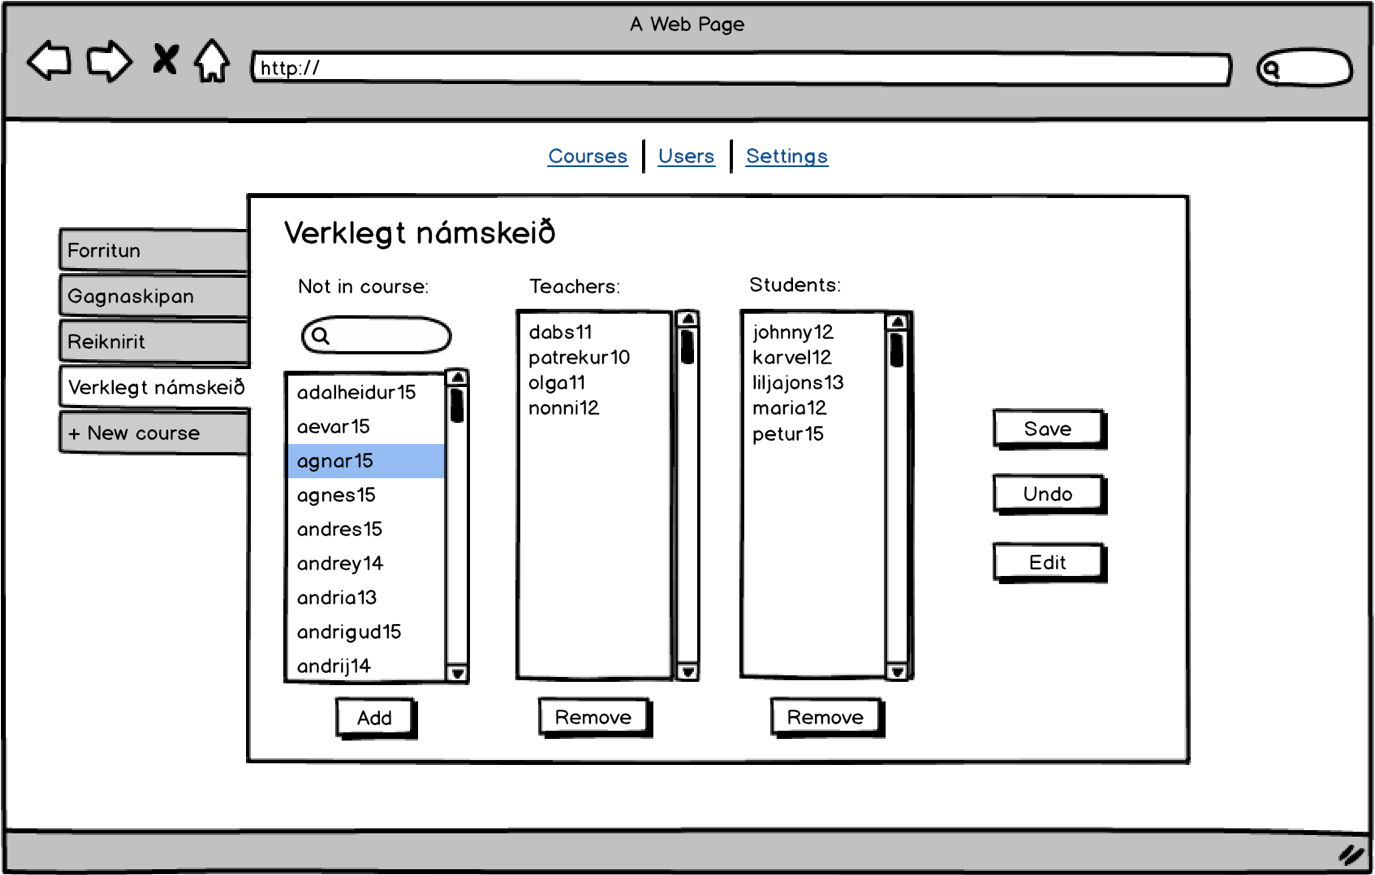 A Web Page
http://
Courses | Users | Settings
Forritun
Gagnaskipan
Reiknirit
Verklegt námskeið
+ New course
Verklegt námskeið
Not in course:
adalheidur15
aevar15
agnar15
agnes15
andres15
andrey14
andria13
andrigud15
andrij14
Add
Teachers:
dabs11
patrekur10
olga11
nonni12
Remove
Students:
johnny12
karvel12
liljajons13
maria12
petur15
Remove
Save
Undo
Edit